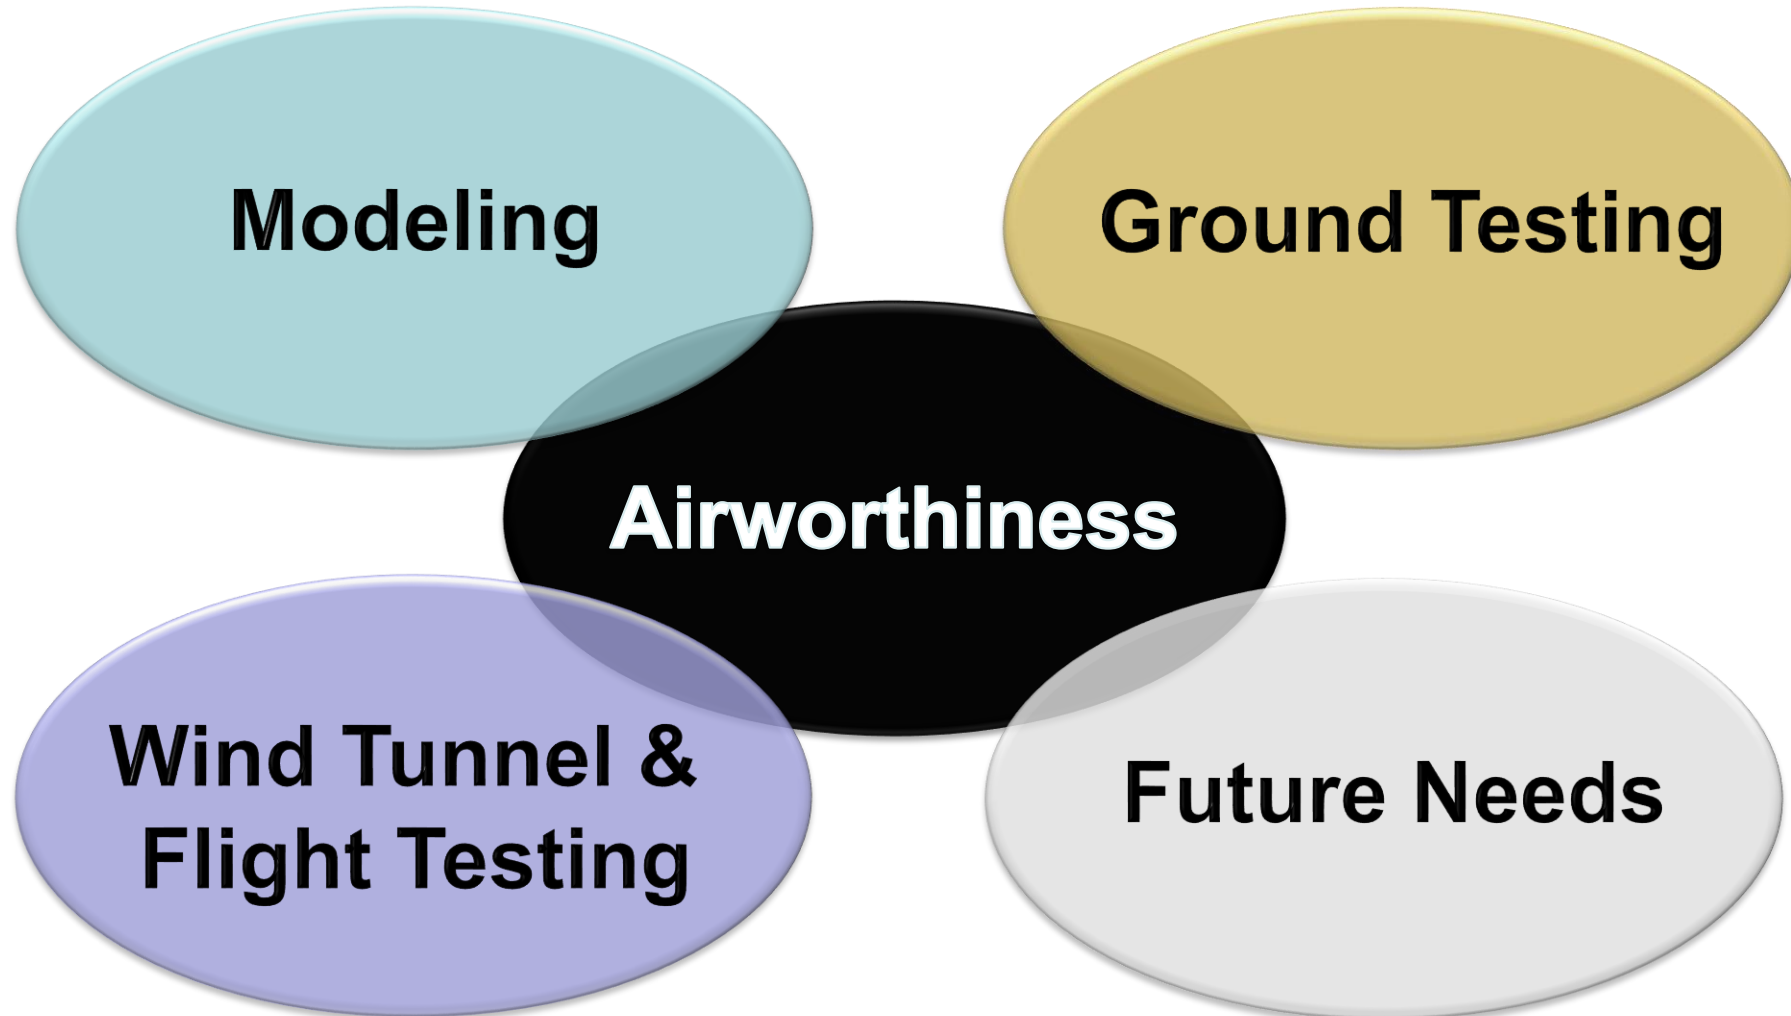 Modeling
Ground Testing
Airworthiness
Wind Tunnel &
Flight Testing
Future Needs